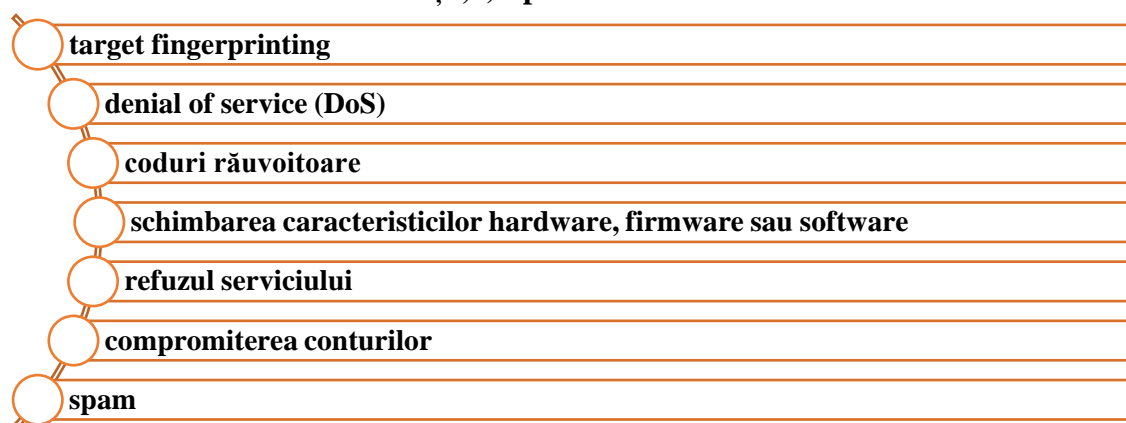 target fingerprinting
denial of service (DoS)
coduri răuvoitoare
schimbarea caracteristicilor hardware, firmware sau software
refuzul serviciului
compromiterea conturilor
spam